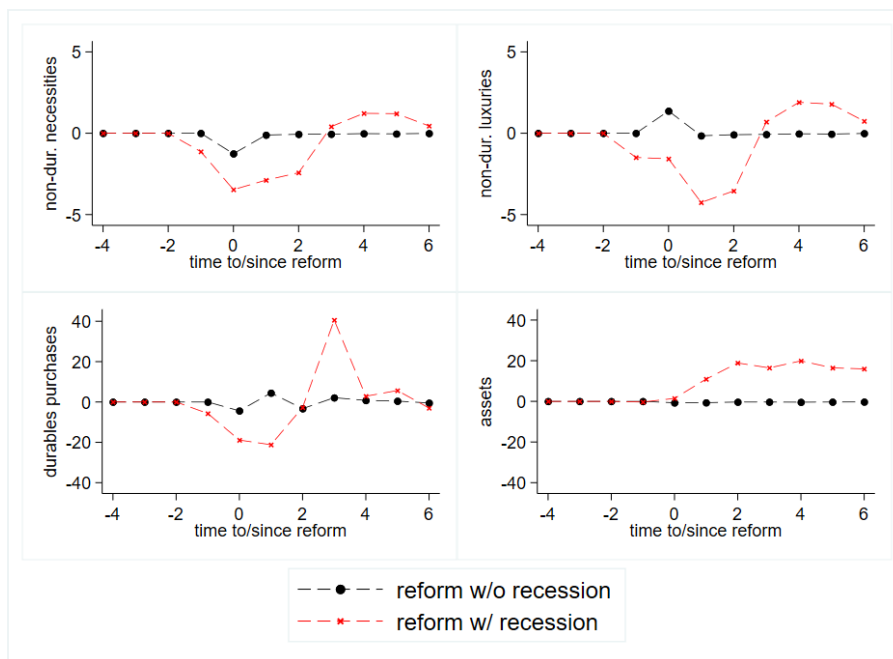 non-dur. necessities
5
0
-5
-4 -2 0 2 4 6
time to/since reform
non-dur. luxuries
5
0
-5
-4 -2 0 2 4 6
time to/since reform
durables purchases
40
20
0
-20
-40
-4 -2 0 2 4 6
time to/since reform
assets
40
20
0
-20
-40
-4 -2 0 2 4 6
time to/since reform
reform w/o recession
reform w/ recession